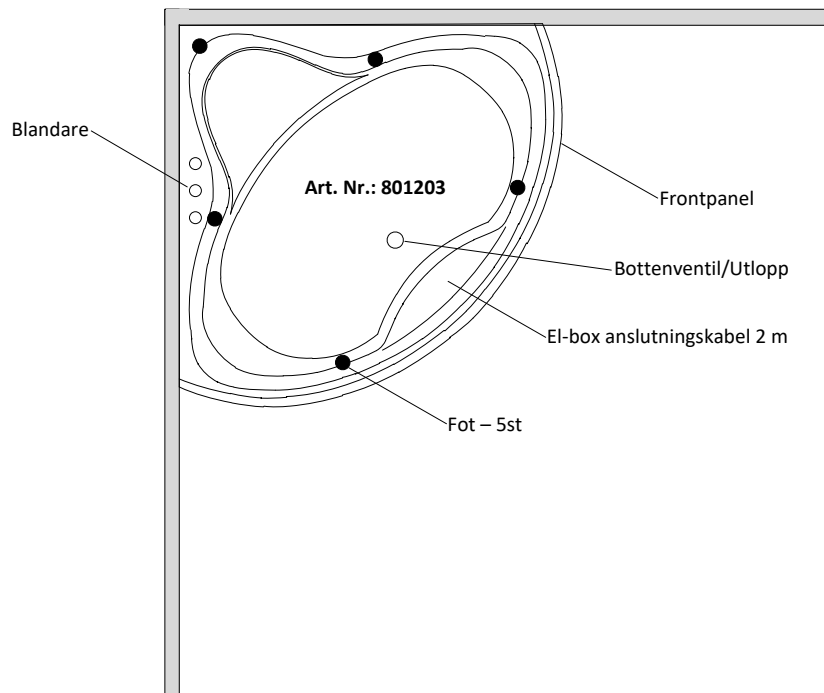 Blandare
Art. Nr.: 801203
Frontpanel
Bottenventil/Utlopp
El-box anslutningskabel 2 m
Fot – 5st